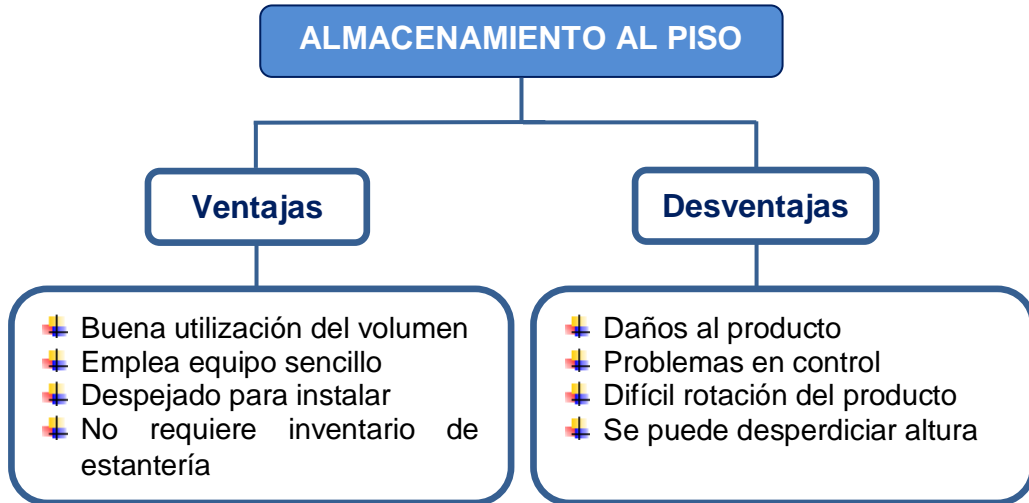 ALMACENAMIENTO AL PISO
Ventajas
Buena utilización del volumen
Emplea equipo sencillo
Despejado para instalar
No requiere inventario de
estantería
Desventajas
Daños al producto
Problemas en control
Difícil rotación del producto
Se puede desperdiciar altura